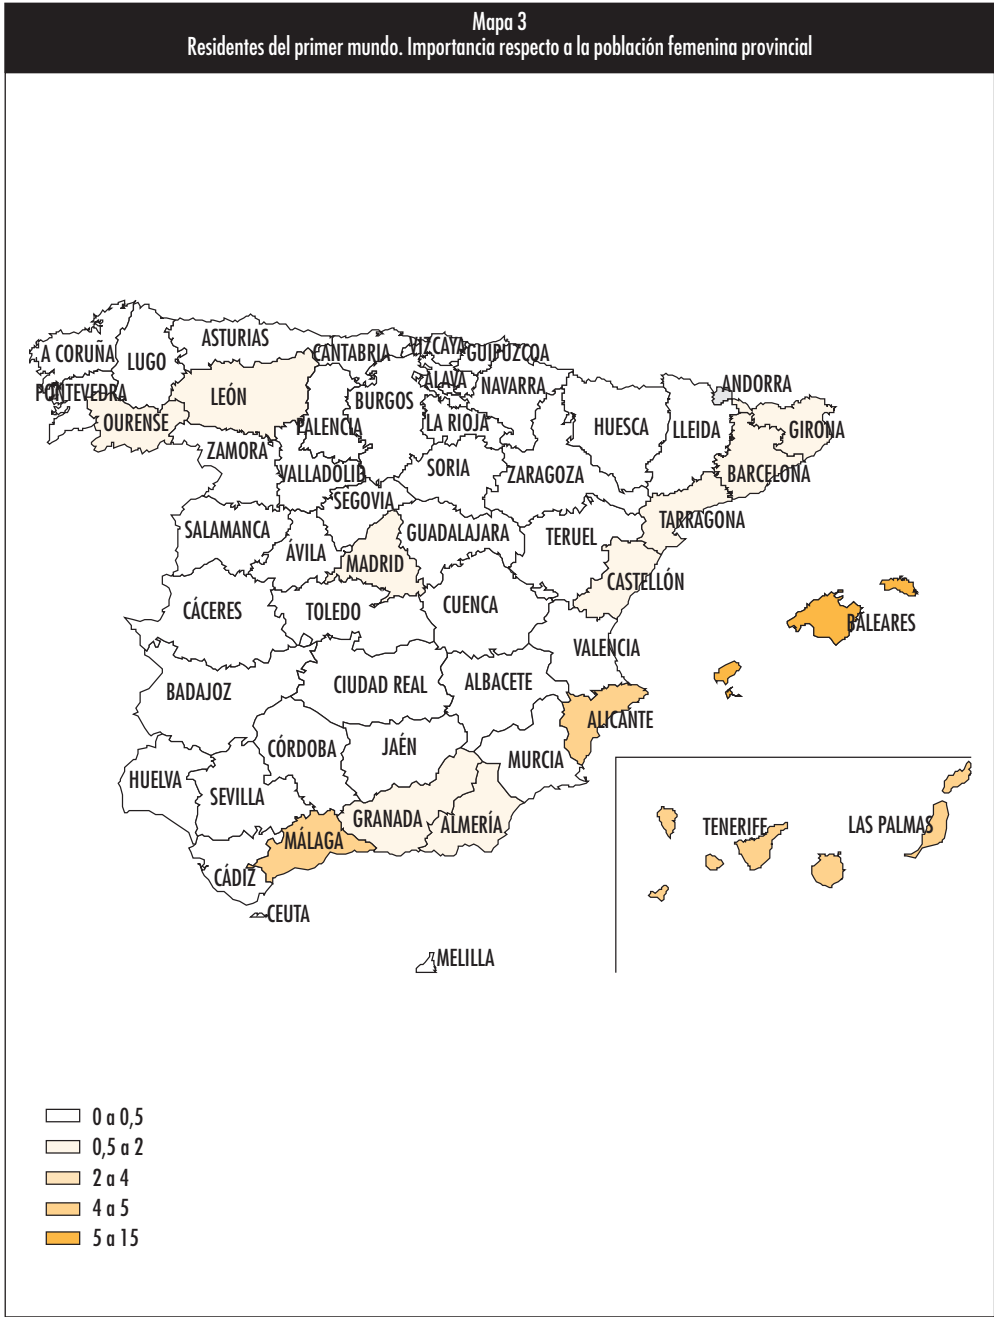 Mapa 3
Residentes del primer mundo. Importancia respecto a la población femenina provincial
A CORUÑA
LUGO
ASTURIAS
CANTABRIA
VIZCAYA
GUIPUZCOA
PONTEVEDRA
OURENSE
LEÓN
PALENCIA
BURGOS
ÁLAVA
NAVARRA
LA RIOJA
HUESCA
LLEIDA
ANDORRA
GIRONA
BARCELONA
ZAMORA
VALLADOLID
SORIA
ZARAGOZA
SEGOVIA
TARRAGONA
SALAMANCA
ÁVILA
MADRID
GUADALAJARA
TERUEL
CASTELLÓN
CÁCERES
TOLEDO
CUENCA
VALENCIA
BALEARES
BADAJOZ
CIUDAD REAL
ALBACETE
ALICANTE
HUELVA
SEVILLA
CÓRDOBA
JAÉN
MURCIA
GRANADA
ALMERÍA
MÁLAGA
CÁDIZ
CEUTA
MELILLA
TENERIFE
LAS PALMAS
0 a 0,5
0,5 a 2
2 a 4
4 a 5
5 a 15